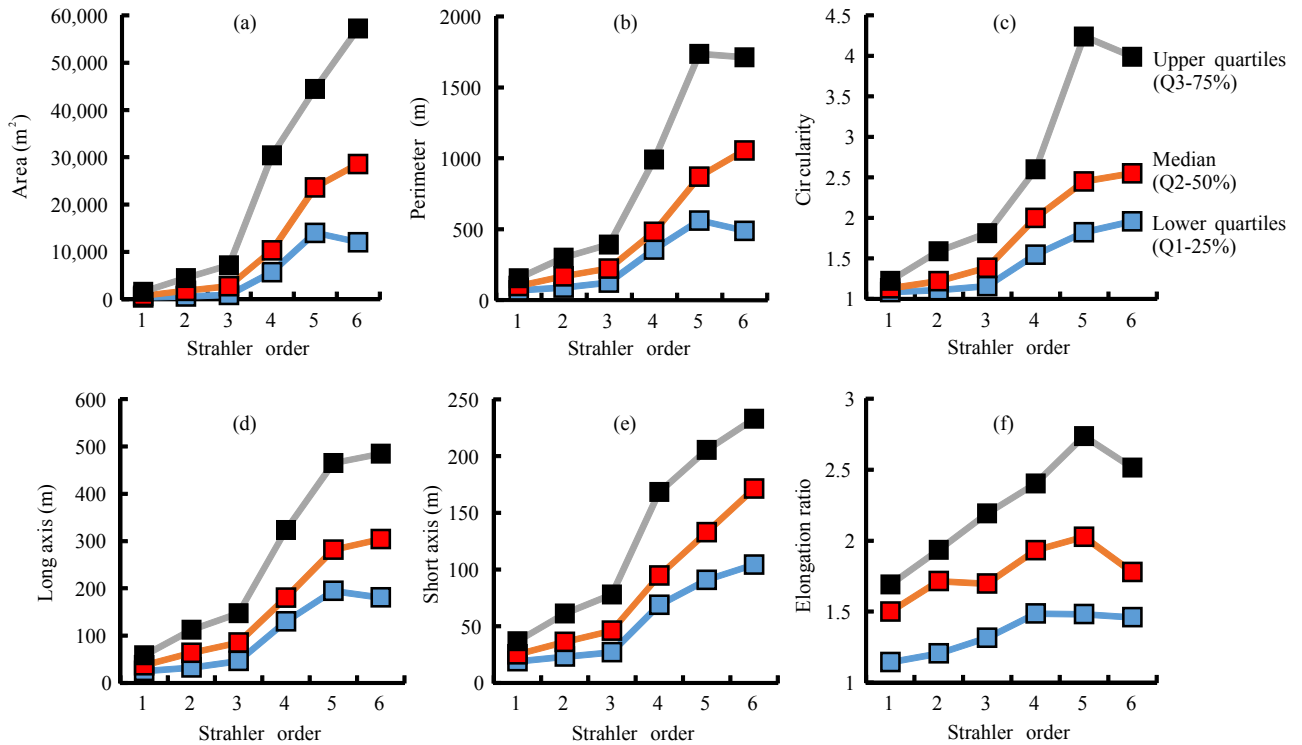 (a)
60,000
50,000
40,000
30,000
20,000
10,000
0
Area (m²)
1 2 3 4 5 6
Strahler order
(b)
2000
1500
1000
500
0
Perimeter (m)
1 2 3 4 5 6
Strahler order
(c)
4.5
4
3.5
3
2.5
2
1.5
1
Circularity
1 2 3 4 5 6
Strahler order
Upper quartiles
(Q3-75%)
Median
(Q2-50%)
Lower quartiles
(Q1-25%)
(d)
600
500
400
300
200
100
0
Long axis (m)
1 2 3 4 5 6
Strahler order
(e)
250
200
150
100
50
0
Short axis (m)
1 2 3 4 5 6
Strahler order
(f)
3
2.5
2
1.5
1
Elongation ratio
1 2 3 4 5 6
Strahler order